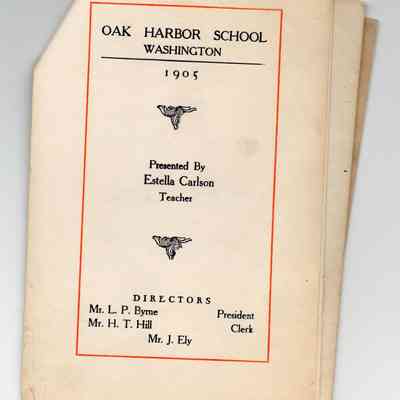 OAK HARBOR SCHOOL
WASHINGTON
1905
Presented By
Estella Carlson
Teacher
DIRECTORS
Mr. L. P. Byrne President
Mr. H. T. Hill Clerk
Mr. J. Ely